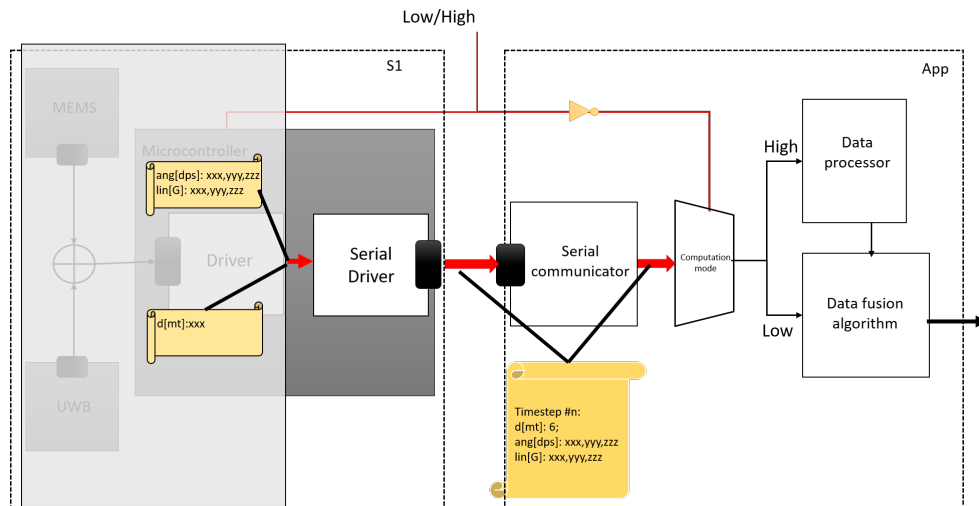 Low/High
S1
App
MEMS
Microcontroller
ang[dps]: xxx,yyy,zzz
lin[G]: xxx,yyy,zzz
Driver
d[mt]:xxx
UWB
Serial
Driver
Serial
communicator
Computation
mode
High
Low
Data
processor
Data fusion
algorithm
Timestep #n:
d[mt]: 6;
ang[dps]: xxx,yyy,zzz
lin[G]: xxx,yyy,zzz